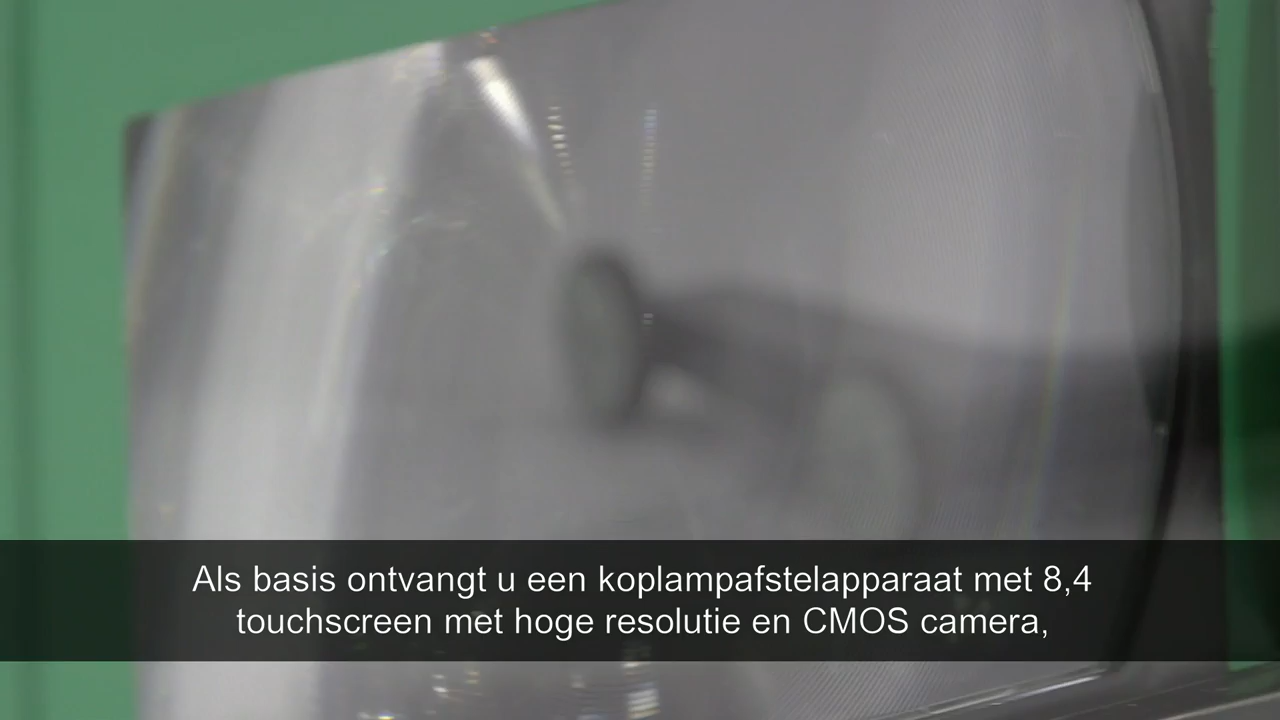 Als basis ontvangt u een koplampafstelapparaat met 8,4
touchscreen met hoge resolutie en CMOS camera,